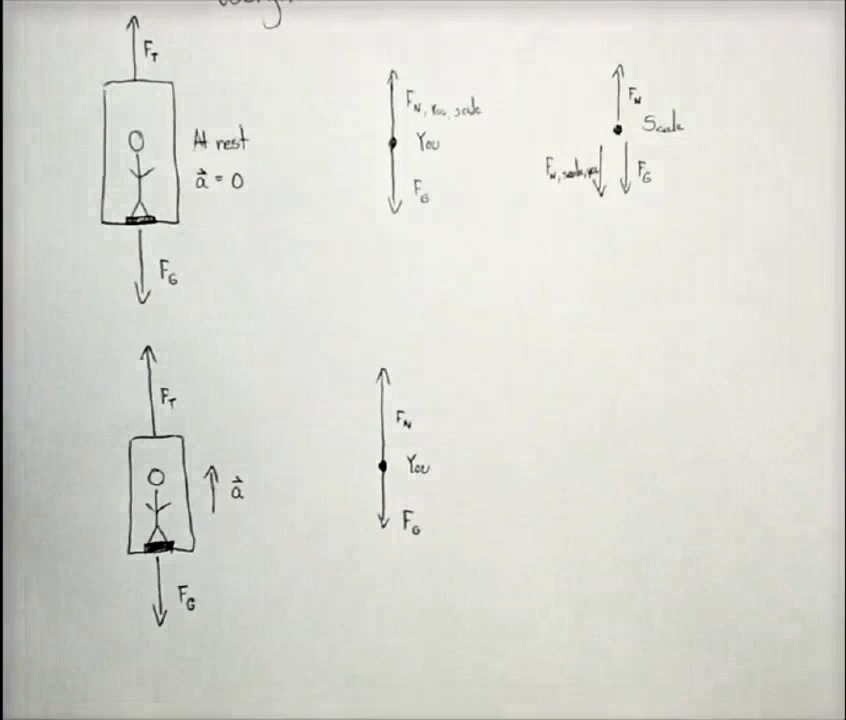 F_T
At rest
a⃗ = 0
F_G
F_N, You, scale
You
F_G
F_N
Scale
F_N, scale, you
F_G
F_T
a⃗
F_G
F_N
You
F_G